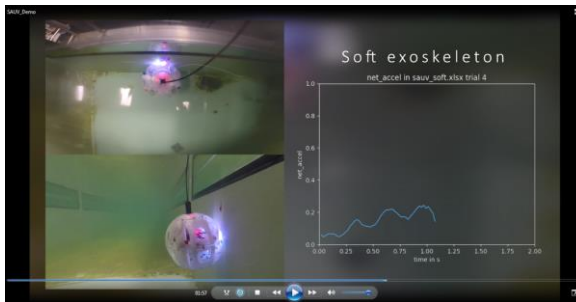 SAUV_Demo
Soft exoskeleton
net_accel in sauv_soft.xlsx trial 4
net_accel
1.0
0.8
0.6
0.4
0.2
0.0
0.00 0.25 0.50 0.75 1.00 1.25 1.50 1.75 2.00
time in s
01:57